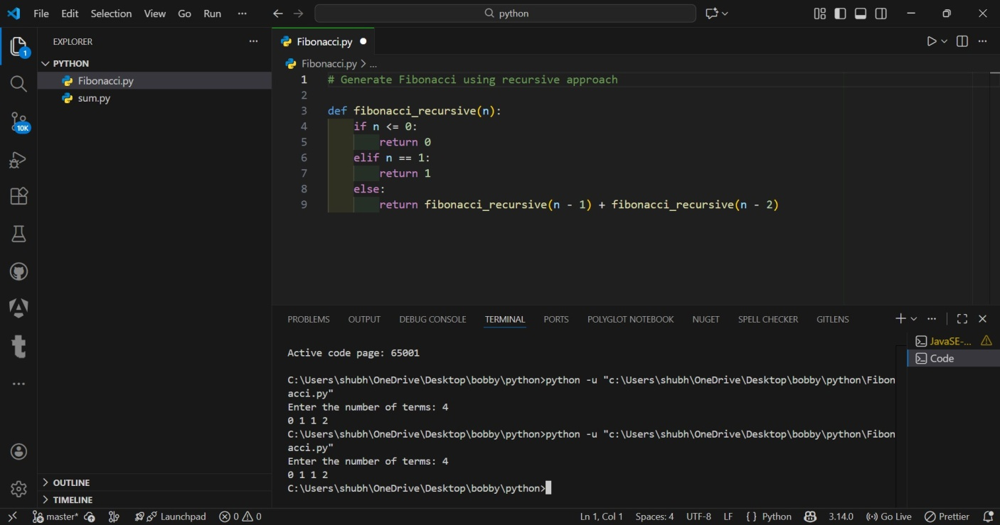 File Edit Selection View Go Run ...
python
EXPLORER
PYTHON
Fibonacci.py
sum.py
OUTLINE
TIMELINE
1
10K
Fibonacci.py
Fibonacci.py > ...
1 # Generate Fibonacci using recursive approach
2
3 def fibonacci_recursive(n):
4 if n <= 0:
5 return 0
6 elif n == 1:
7 return 1
8 else:
9 return fibonacci_recursive(n - 1) + fibonacci_recursive(n - 2)
PROBLEMS OUTPUT DEBUG CONSOLE TERMINAL PORTS POLYGLOT NOTEBOOK NUGET SPELL CHECKER GITLENS
Active code page: 65001
C:\Users\shubh\OneDrive\Desktop\bobby\python>python -u "c:\Users\shubh\OneDrive\Desktop\bobby\python\Fibon
acci.py"
Enter the number of terms: 4
0 1 1 2
C:\Users\shubh\OneDrive\Desktop\bobby\python>python -u "c:\Users\shubh\OneDrive\Desktop\bobby\python\Fibon
acci.py"
Enter the number of terms: 4
0 1 1 2
C:\Users\shubh\OneDrive\Desktop\bobby\python>
JavaSE-...
Code
master* Launchpad 0 0 Ln 1, Col 1 Spaces: 4 UTF-8 LF { } Python 3.14.0 Go Live Prettier